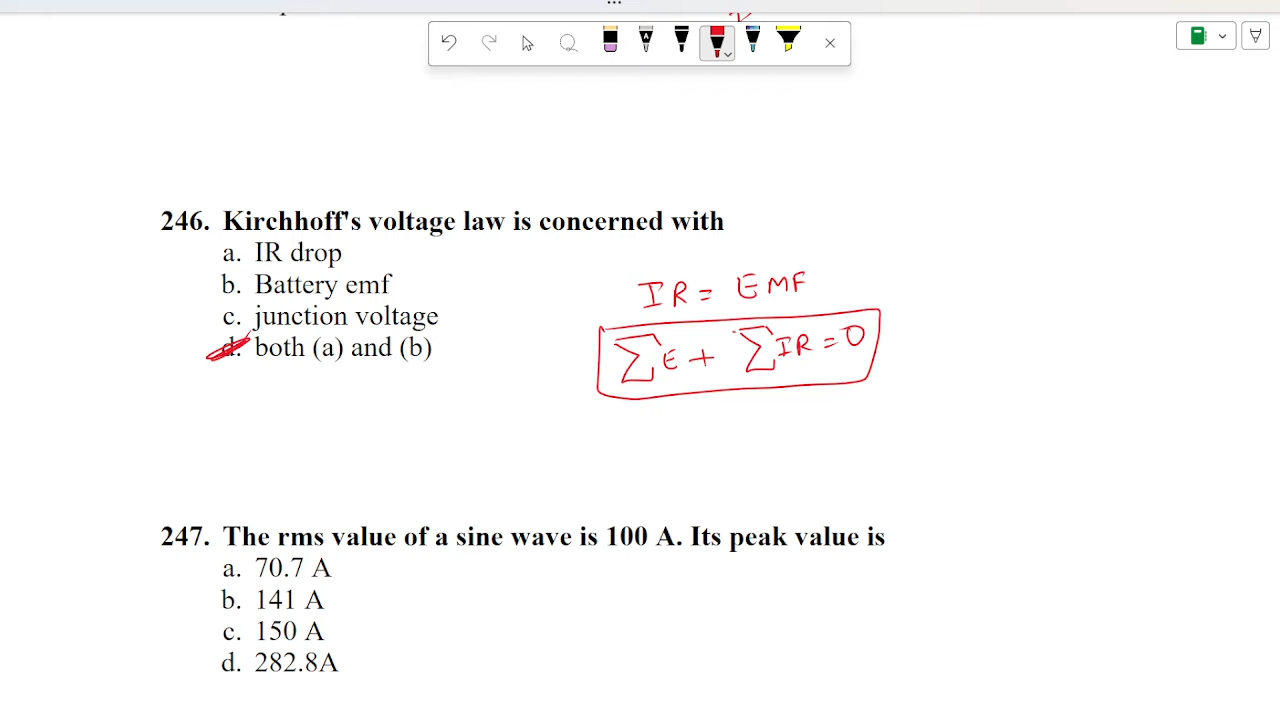 246. Kirchhoff's voltage law is concerned with
a. IR drop
b. Battery emf
c. junction voltage
d. both (a) and (b)
IR = EMF
∑E + ∑IR = 0
247. The rms value of a sine wave is 100 A. Its peak value is
a. 70.7 A
b. 141 A
c. 150 A
d. 282.8A